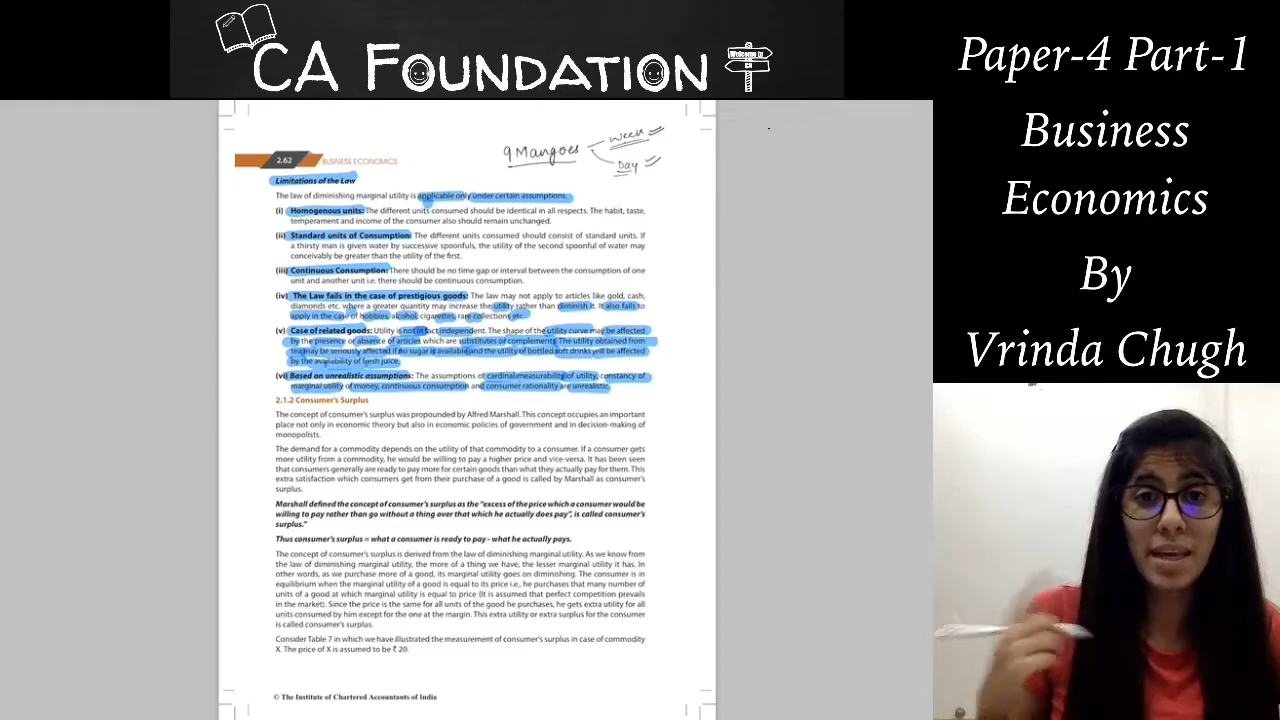 Welcome to
CA FOUNDATION
Paper-4 Part-1
Business
Economics
By
Vrinda Chugh
9 Mangoes
Week
Day
2.62
BUSINESS ECONOMICS
Limitations of the Law
The law of diminishing marginal utility is applicable only under certain assumptions.
(i) Homogenous units: The different units consumed should be identical in all respects. The habit, taste,
temperament and income of the consumer also should remain unchanged.
(ii) Standard units of Consumption: The different units consumed should consist of standard units. If
a thirsty man is given water by successive spoonfuls, the utility of the second spoonful of water may
conceivably be greater than the utility of the first.
(iii) Continuous Consumption: There should be no time gap or interval between the consumption of one
unit and another unit i.e. there should be continuous consumption.
(iv) The Law fails in the case of prestigious goods: The law may not apply to articles like gold, cash,
diamonds etc. where a greater quantity may increase the utility rather than diminish it. It also fails to
apply in the case of hobbies, alcohol, cigarettes, rare collections etc.
(v) Case of related goods: Utility is not in fact independent. The shape of the utility curve may be affected
by the presence or absence of articles which are substitutes or complements. The utility obtained from
tea may be seriously affected if no sugar is available and the utility of bottled soft drinks will be affected
by the availability of fresh juice.
(vi) Based on unrealistic assumptions: The assumptions of cardinal measurability of utility, constancy of
marginal utility of money, continuous consumption and consumer rationality are unrealistic.
2.1.2 Consumer's Surplus
The concept of consumer's surplus was propounded by Alfred Marshall. This concept occupies an important
place not only in economic theory but also in economic policies of government and in decision-making of
monopolists.
The demand for a commodity depends on the utility of that commodity to a consumer. If a consumer gets
more utility from a commodity, he would be willing to pay a higher price and vice-versa. It has been seen
that consumers generally are ready to pay more for certain goods than what they actually pay for them. This
extra satisfaction which consumers get from their purchase of a good is called by Marshall as consumer's
surplus.
Marshall defined the concept of consumer's surplus as the "excess of the price which a consumer would be
willing to pay rather than go without a thing over that which he actually does pay", is called consumer's
surplus."
Thus consumer's surplus = what a consumer is ready to pay - what he actually pays.
The concept of consumer's surplus is derived from the law of diminishing marginal utility. As we know from
the law of diminishing marginal utility, the more of a thing we have, the lesser marginal utility it has. In
other words, as we purchase more of a good, its marginal utility goes on diminishing. The consumer is in
equilibrium when the marginal utility of a good is equal to its price i.e., he purchases that many number of
units of a good at which marginal utility is equal to price (It is assumed that perfect competition prevails
in the market). Since the price is the same for all units of the good he purchases, he gets extra utility for all
units consumed by him except for the one at the margin. This extra utility or extra surplus for the consumer
is called consumer's surplus.
Consider Table 7 in which we have illustrated the measurement of consumer's surplus in case of commodity
X. The price of X is assumed to be ₹ 20.
© The Institute of Chartered Accountants of India